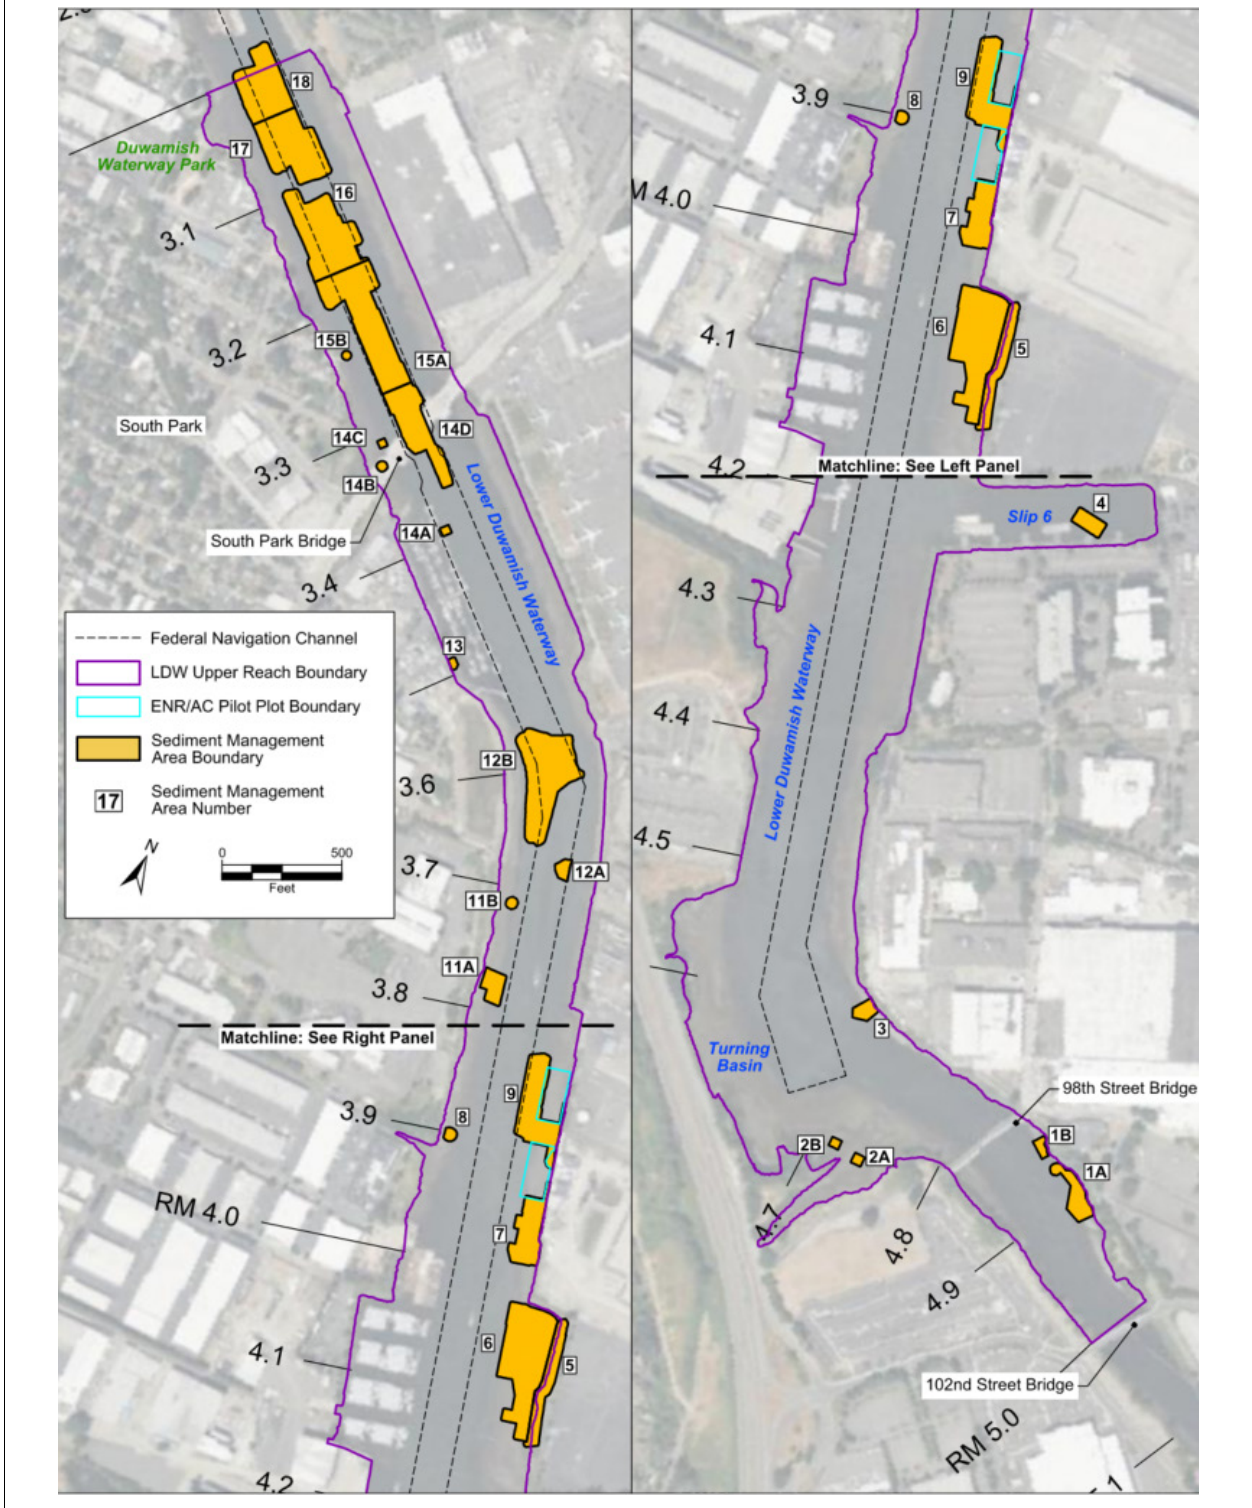 18
Duwamish
Waterway Park
17
16
3.1
15B
3.2
15A
South Park
14C
14D
3.3
14B
South Park Bridge
14A
3.4
Lower Duwamish Waterway
13
Federal Navigation Channel
LDW Upper Reach Boundary
ENR/AC Pilot Plot Boundary
Sediment Management
Area Boundary
17
Sediment Management
Area Number
N
0 500
Feet
12B
3.6
3.7
12A
11B
11A
3.8
Matchline: See Right Panel
9
3.9
8
RM 4.0
7
6
4.1
5
4.2
9
3.9
8
M 4.0
7
6
4.1
5
4.2
Matchline: See Left Panel
4
Slip 6
4.3
Lower Duwamish Waterway
4.4
4.5
3
Turning
Basin
98th Street Bridge
2B
1B
2A
1A
4.7
4.8
4.9
102nd Street Bridge
RM 5.0